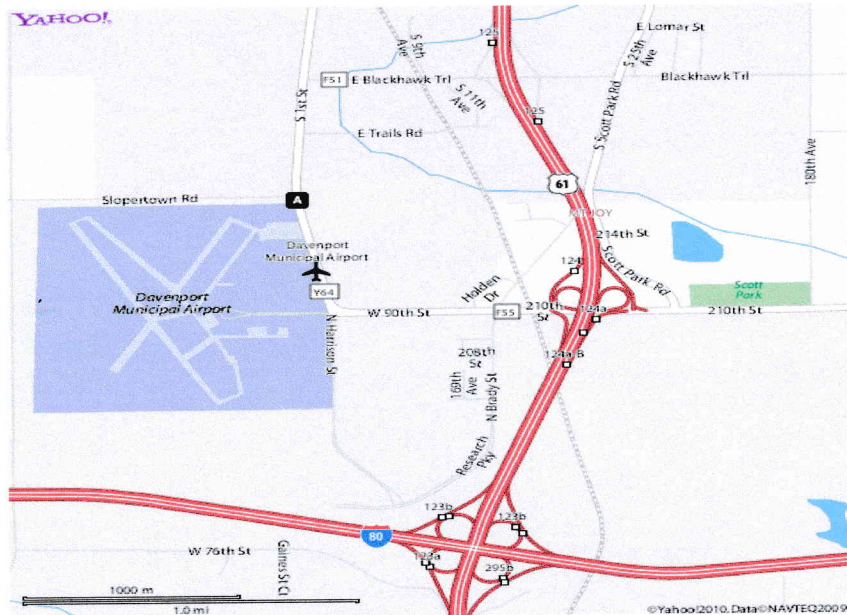 YAHOO!
E Lomar St
125
S 9th
Ave
S 25th
Ave
F51
E Blackhawk Trl
Blackhawk Trl
S 11th
Ave
S 1st St
125
E Trails Rd
S Scott Park Rd
180th Ave
61
Slopertown Rd
A
MT JOY
214th St
Davenport
Municipal Airport
124b
Scott Park Rd
Y64
Holden
Dr
Scott
Park
Davenport
Municipal Airport
W 90th St
F55
210th
St
124a
210th St
N Harrison St
208th
St
124a-B
169th
Ave
N Brady St
Research
Pky
123b
123b
80
W 76th St
Gaines St Ct
123a
295b
1000 m
1.0 mi
©Yahoo!2010,Data©NAVTEQ2009